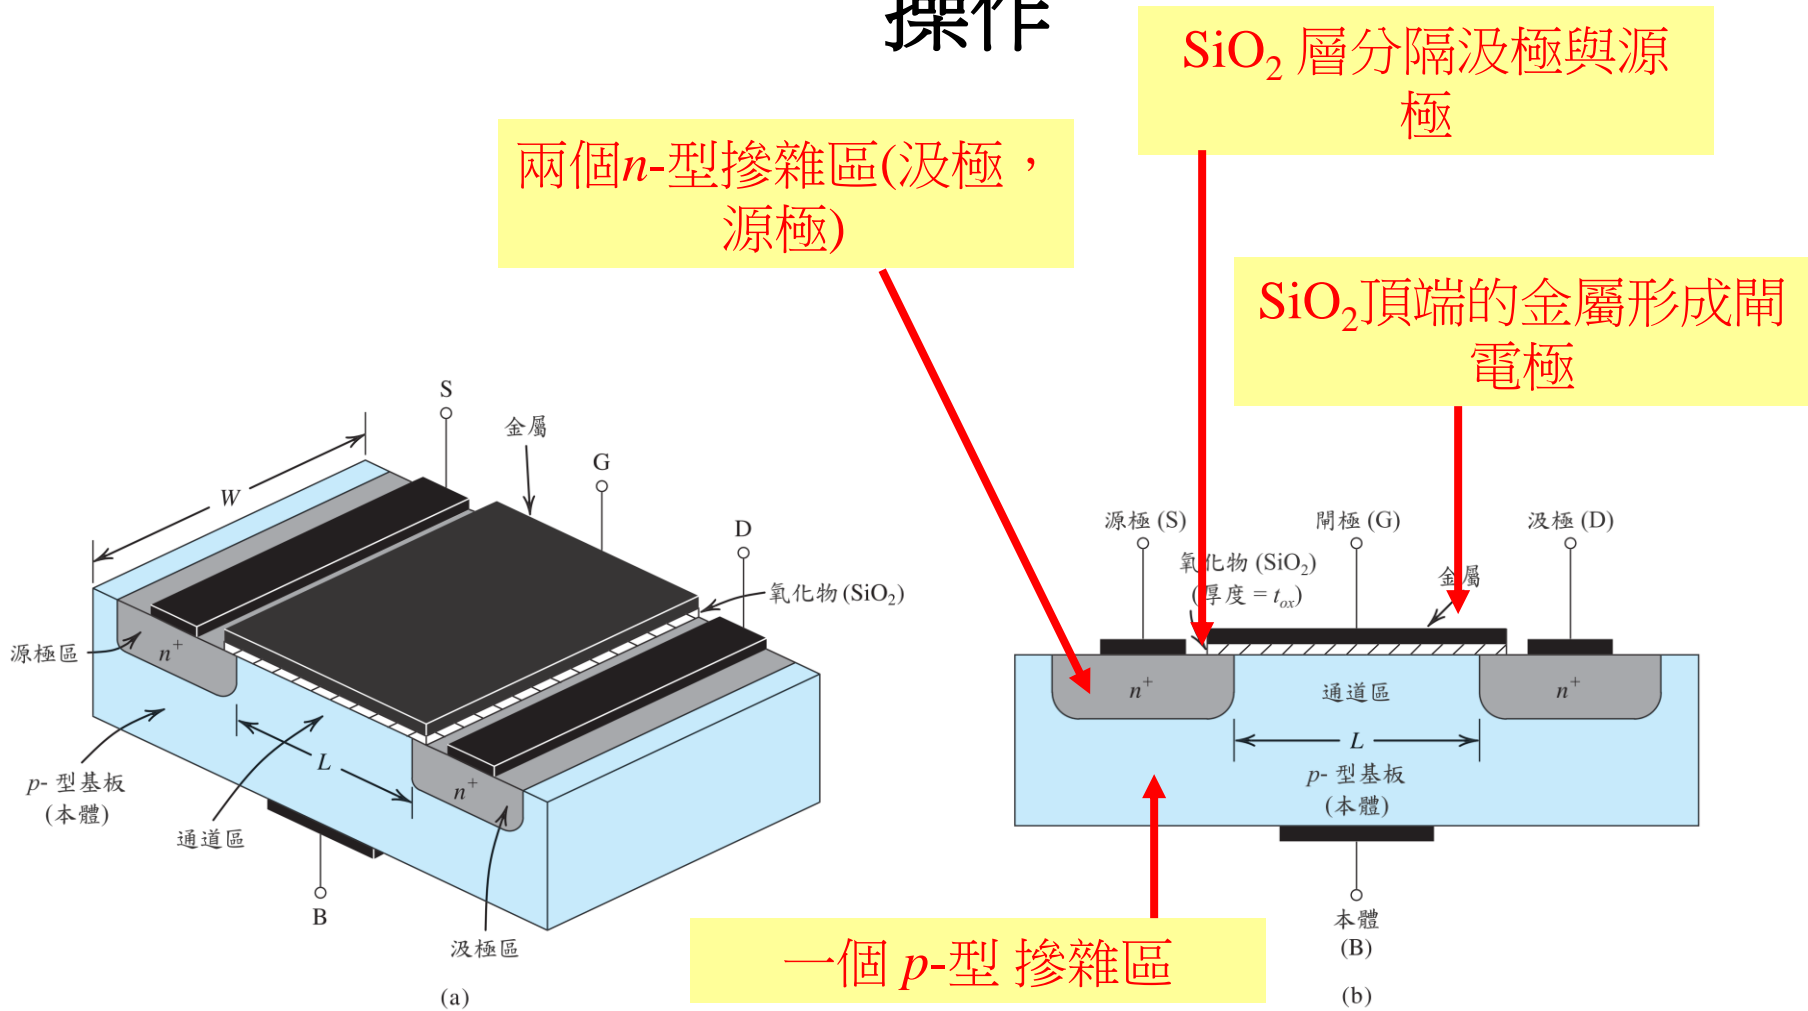 操作
SiO₂ 層分隔汲極與源
極
兩個n-型摻雜區(汲極，
源極)
SiO₂頂端的金屬形成閘
電極
S
金屬
G
W
D
氧化物 (SiO₂)
源極區
n⁺
L
n⁺
p- 型基板
(本體)
通道區
B
汲極區
(a)
源極 (S)
閘極 (G)
汲極 (D)
氧化物 (SiO₂)
(厚度 = tₒₓ)
金屬
n⁺
通道區
n⁺
L
p- 型基板
(本體)
本體
(B)
一個 p-型 摻雜區
(b)